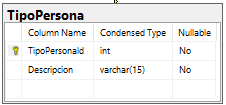 TipoPersona
Column Name Condensed Type Nullable
TipoPersonaId int No
Descripcion varchar(15) No